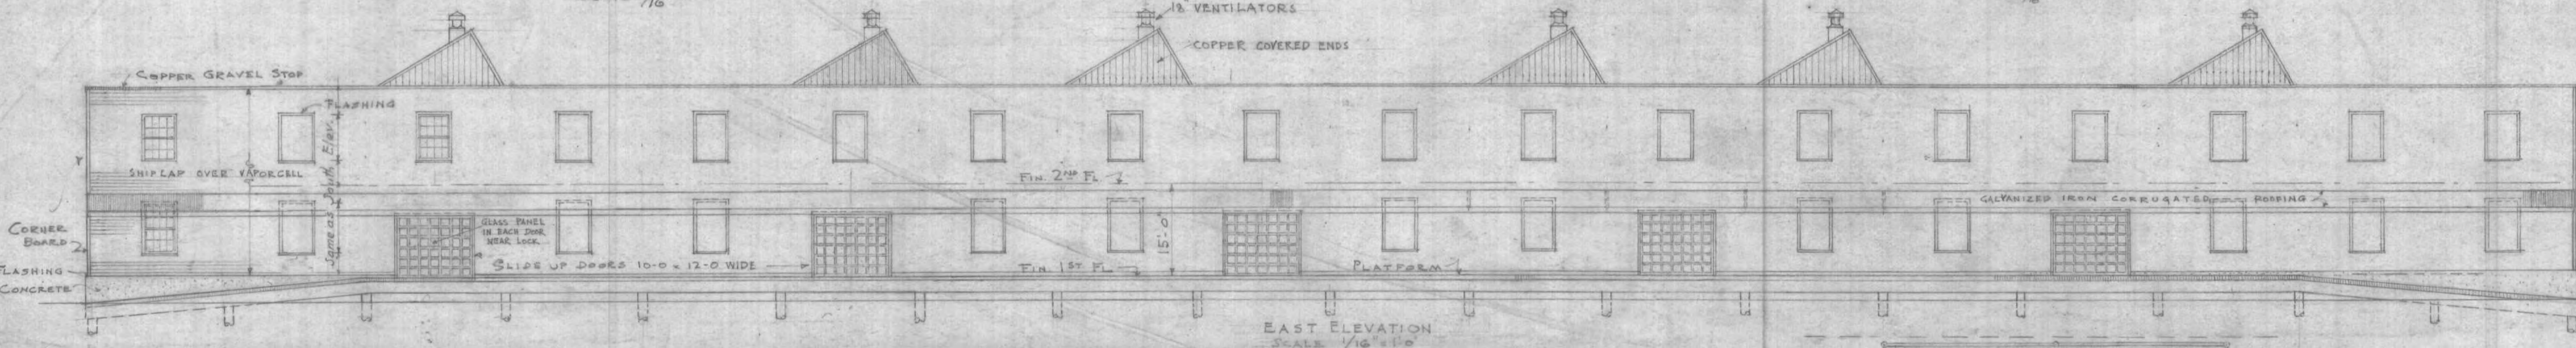 1/16
18" VENTILATORS
COPPER COVERED ENDS
COPPER GRAVEL STOP
FLASHING
Same as South Elev.
SHIPLAP OVER VAPORCELL
FIN. 2ND FL
GALVANIZED IRON CORRUGATED ROOFING
CORNER
BOARD
GLASS PANEL
IN EACH DOOR
NEAR LOCK
15'-0"
SLIDE UP DOORS 10-0 x 12-0 WIDE
FIN. 1ST FL
PLATFORM
FLASHING
CONCRETE
EAST ELEVATION
SCALE 1/16" = 1'-0"